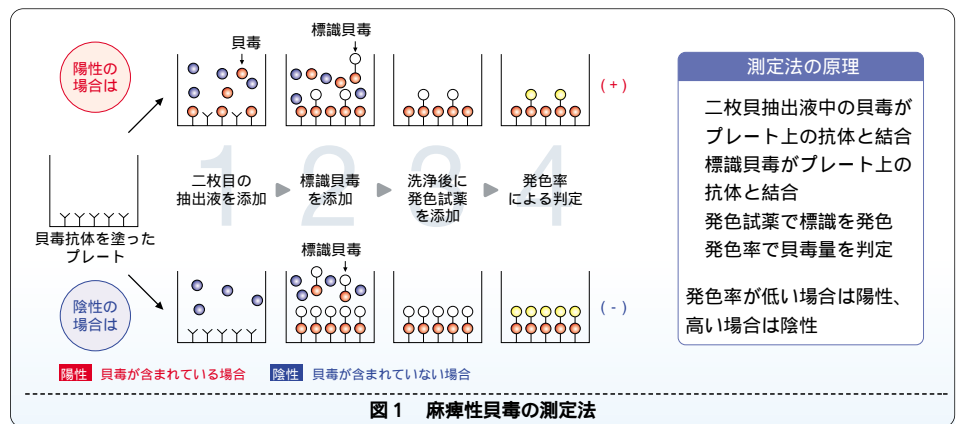 陽性の
場合は
貝毒
標識貝毒
(+)
1
二枚目の
抽出液を添加
2
標識貝毒
を添加
3
洗浄後に
発色試薬
を添加
4
発色率
による判定
貝毒抗体を塗った
プレート
標識貝毒
陰性の
場合は
(-)
陽性 貝毒が含まれている場合 陰性 貝毒が含まれていない場合
測定法の原理
二枚貝抽出液中の貝毒が
プレート上の抗体と結合
標識貝毒がプレート上の
抗体と結合
発色試薬で標識を発色
発色率で貝毒量を判定
発色率が低い場合は陽性、
高い場合は陰性
図1 麻痺性貝毒の測定法